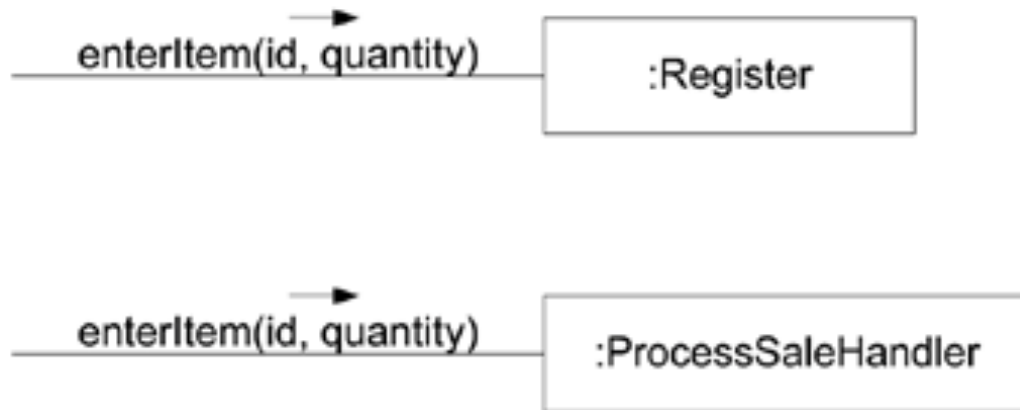 enterItem(id, quantity)
:Register
enterItem(id, quantity)
:ProcessSaleHandler